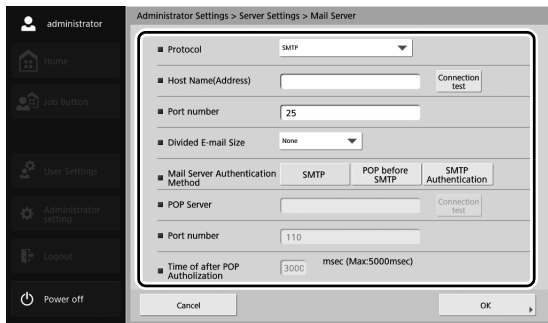 administrator
Home
Job Button
User Settings
Administrator
setting
Logout
Power off
Administrator Settings > Server Settings > Mail Server
Protocol SMTP
Host Name(Address) Connection
test
Port number 25
Divided E-mail Size None
Mail Server Authentication
Method
SMTP
POP before
SMTP
SMTP
Authentication
POP Server Connection
test
Port number 110
Time of after POP
Autholization
3000 msec (Max:5000msec)
Cancel OK